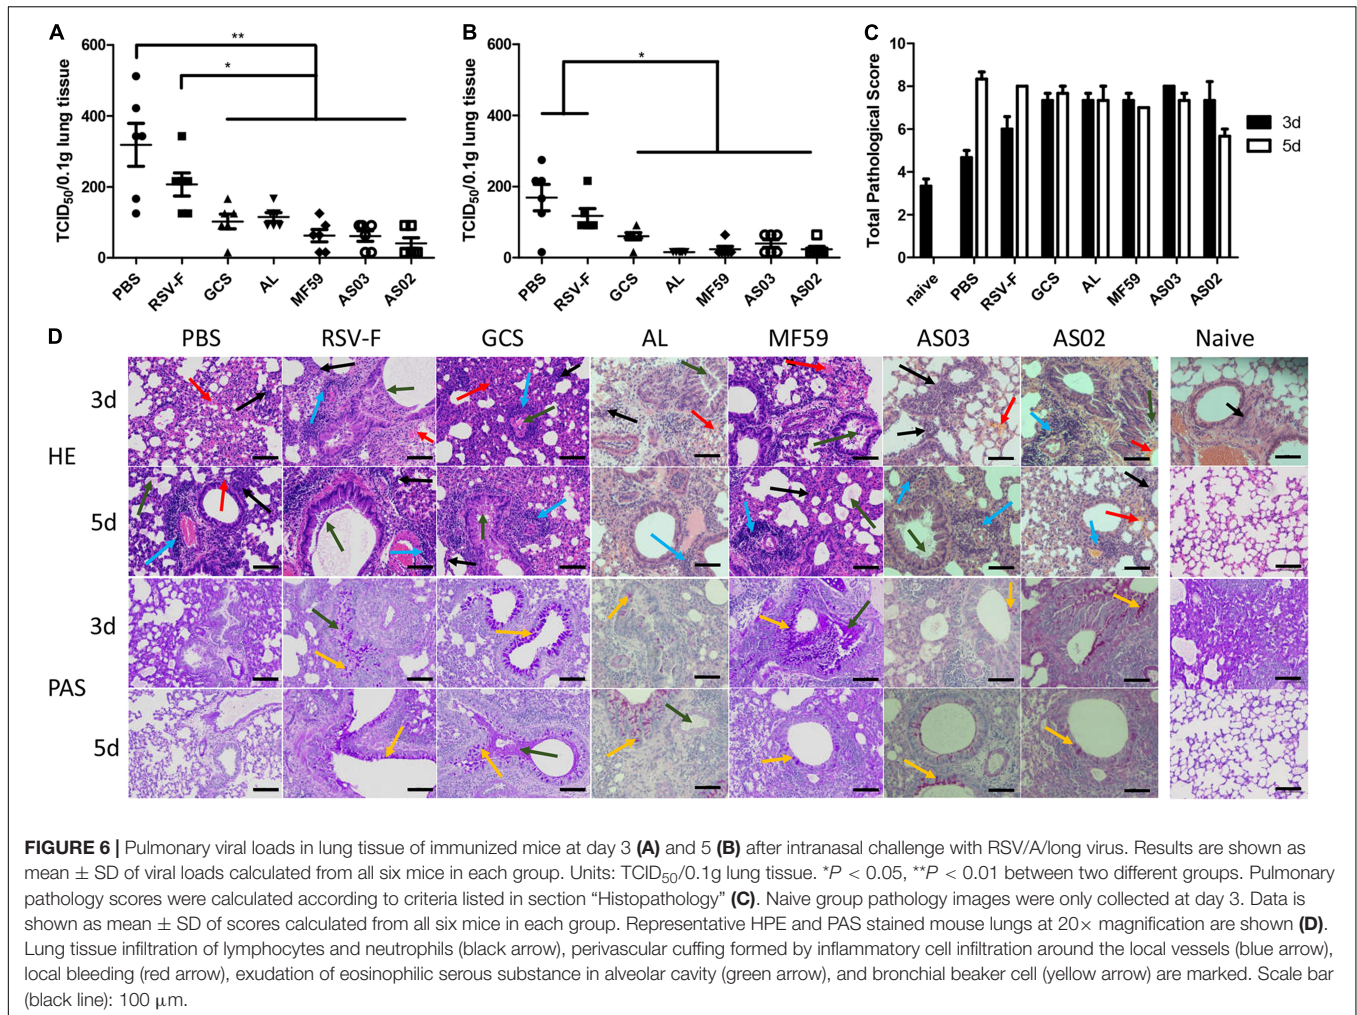 A
TCID50/0.1g lung tissue
600
400
200
0
**
*
PBS
RSV-F
GCS
AL
MF59
AS03
AS02
B
TCID50/0.1g lung tissue
600
400
200
0
*
PBS
RSV-F
GCS
AL
MF59
AS03
AS02
C
Total Pathological Score
10
8
6
4
2
0
naive
PBS
RSV-F
GCS
AL
MF59
AS03
AS02
3d
5d
D
PBS RSV-F GCS AL MF59 AS03 AS02 Naive
3d
HE
5d
3d
PAS
5d
FIGURE 6 | Pulmonary viral loads in lung tissue of immunized mice at day 3 (A) and 5 (B) after intranasal challenge with RSV/A/long virus. Results are shown as
mean ± SD of viral loads calculated from all six mice in each group. Units: TCID50/0.1g lung tissue. *P < 0.05, **P < 0.01 between two different groups. Pulmonary
pathology scores were calculated according to criteria listed in section “Histopathology” (C). Naive group pathology images were only collected at day 3. Data is
shown as mean ± SD of scores calculated from all six mice in each group. Representative HPE and PAS stained mouse lungs at 20× magnification are shown (D).
Lung tissue infiltration of lymphocytes and neutrophils (black arrow), perivascular cuffing formed by inflammatory cell infiltration around the local vessels (blue arrow),
local bleeding (red arrow), exudation of eosinophilic serous substance in alveolar cavity (green arrow), and bronchial beaker cell (yellow arrow) are marked. Scale bar
(black line): 100 μm.